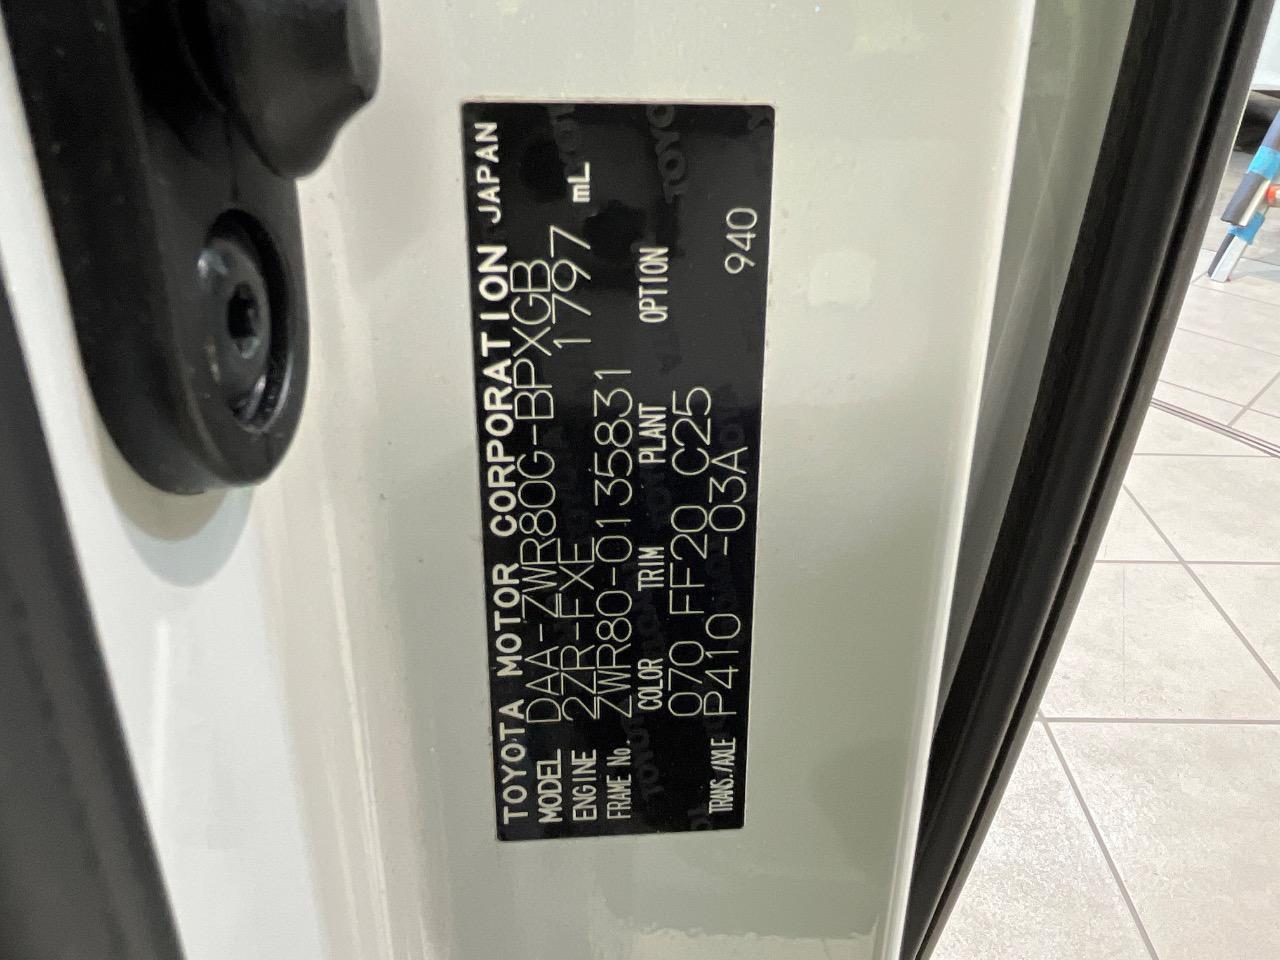 TOYOTA MOTOR CORPORATION JAPAN
MODEL DAA-ZWR80G-BPXGB
ENGINE 2ZR-FXE 1797 mL
FRAME No. ZWR80-0135831
COLOR TRIM PLANT OPTION
070 FF20 C25
TRANS./AXLE P410 -03A 940